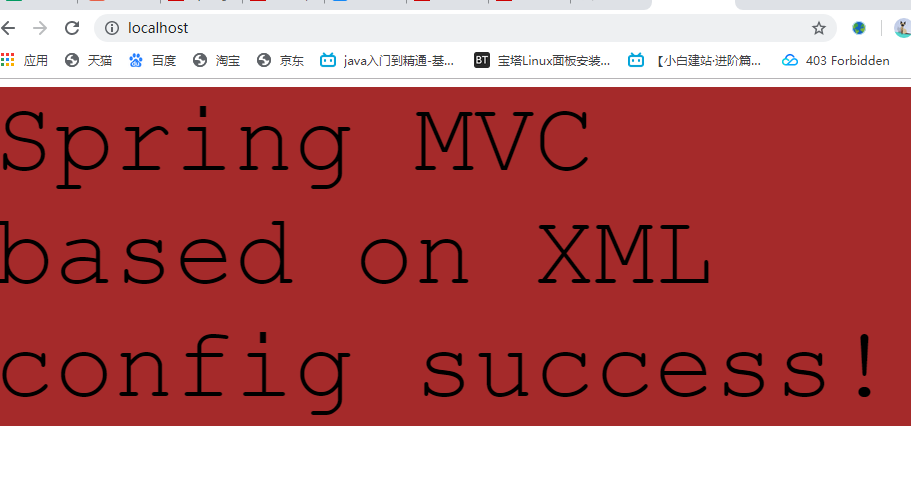 localhost
应用 天猫 百度 淘宝 京东 java入门到精通-基... BT 宝塔Linux面板安装... 【小白建站·进阶篇... 403 Forbidden
Spring MVC
based on XML
config success!